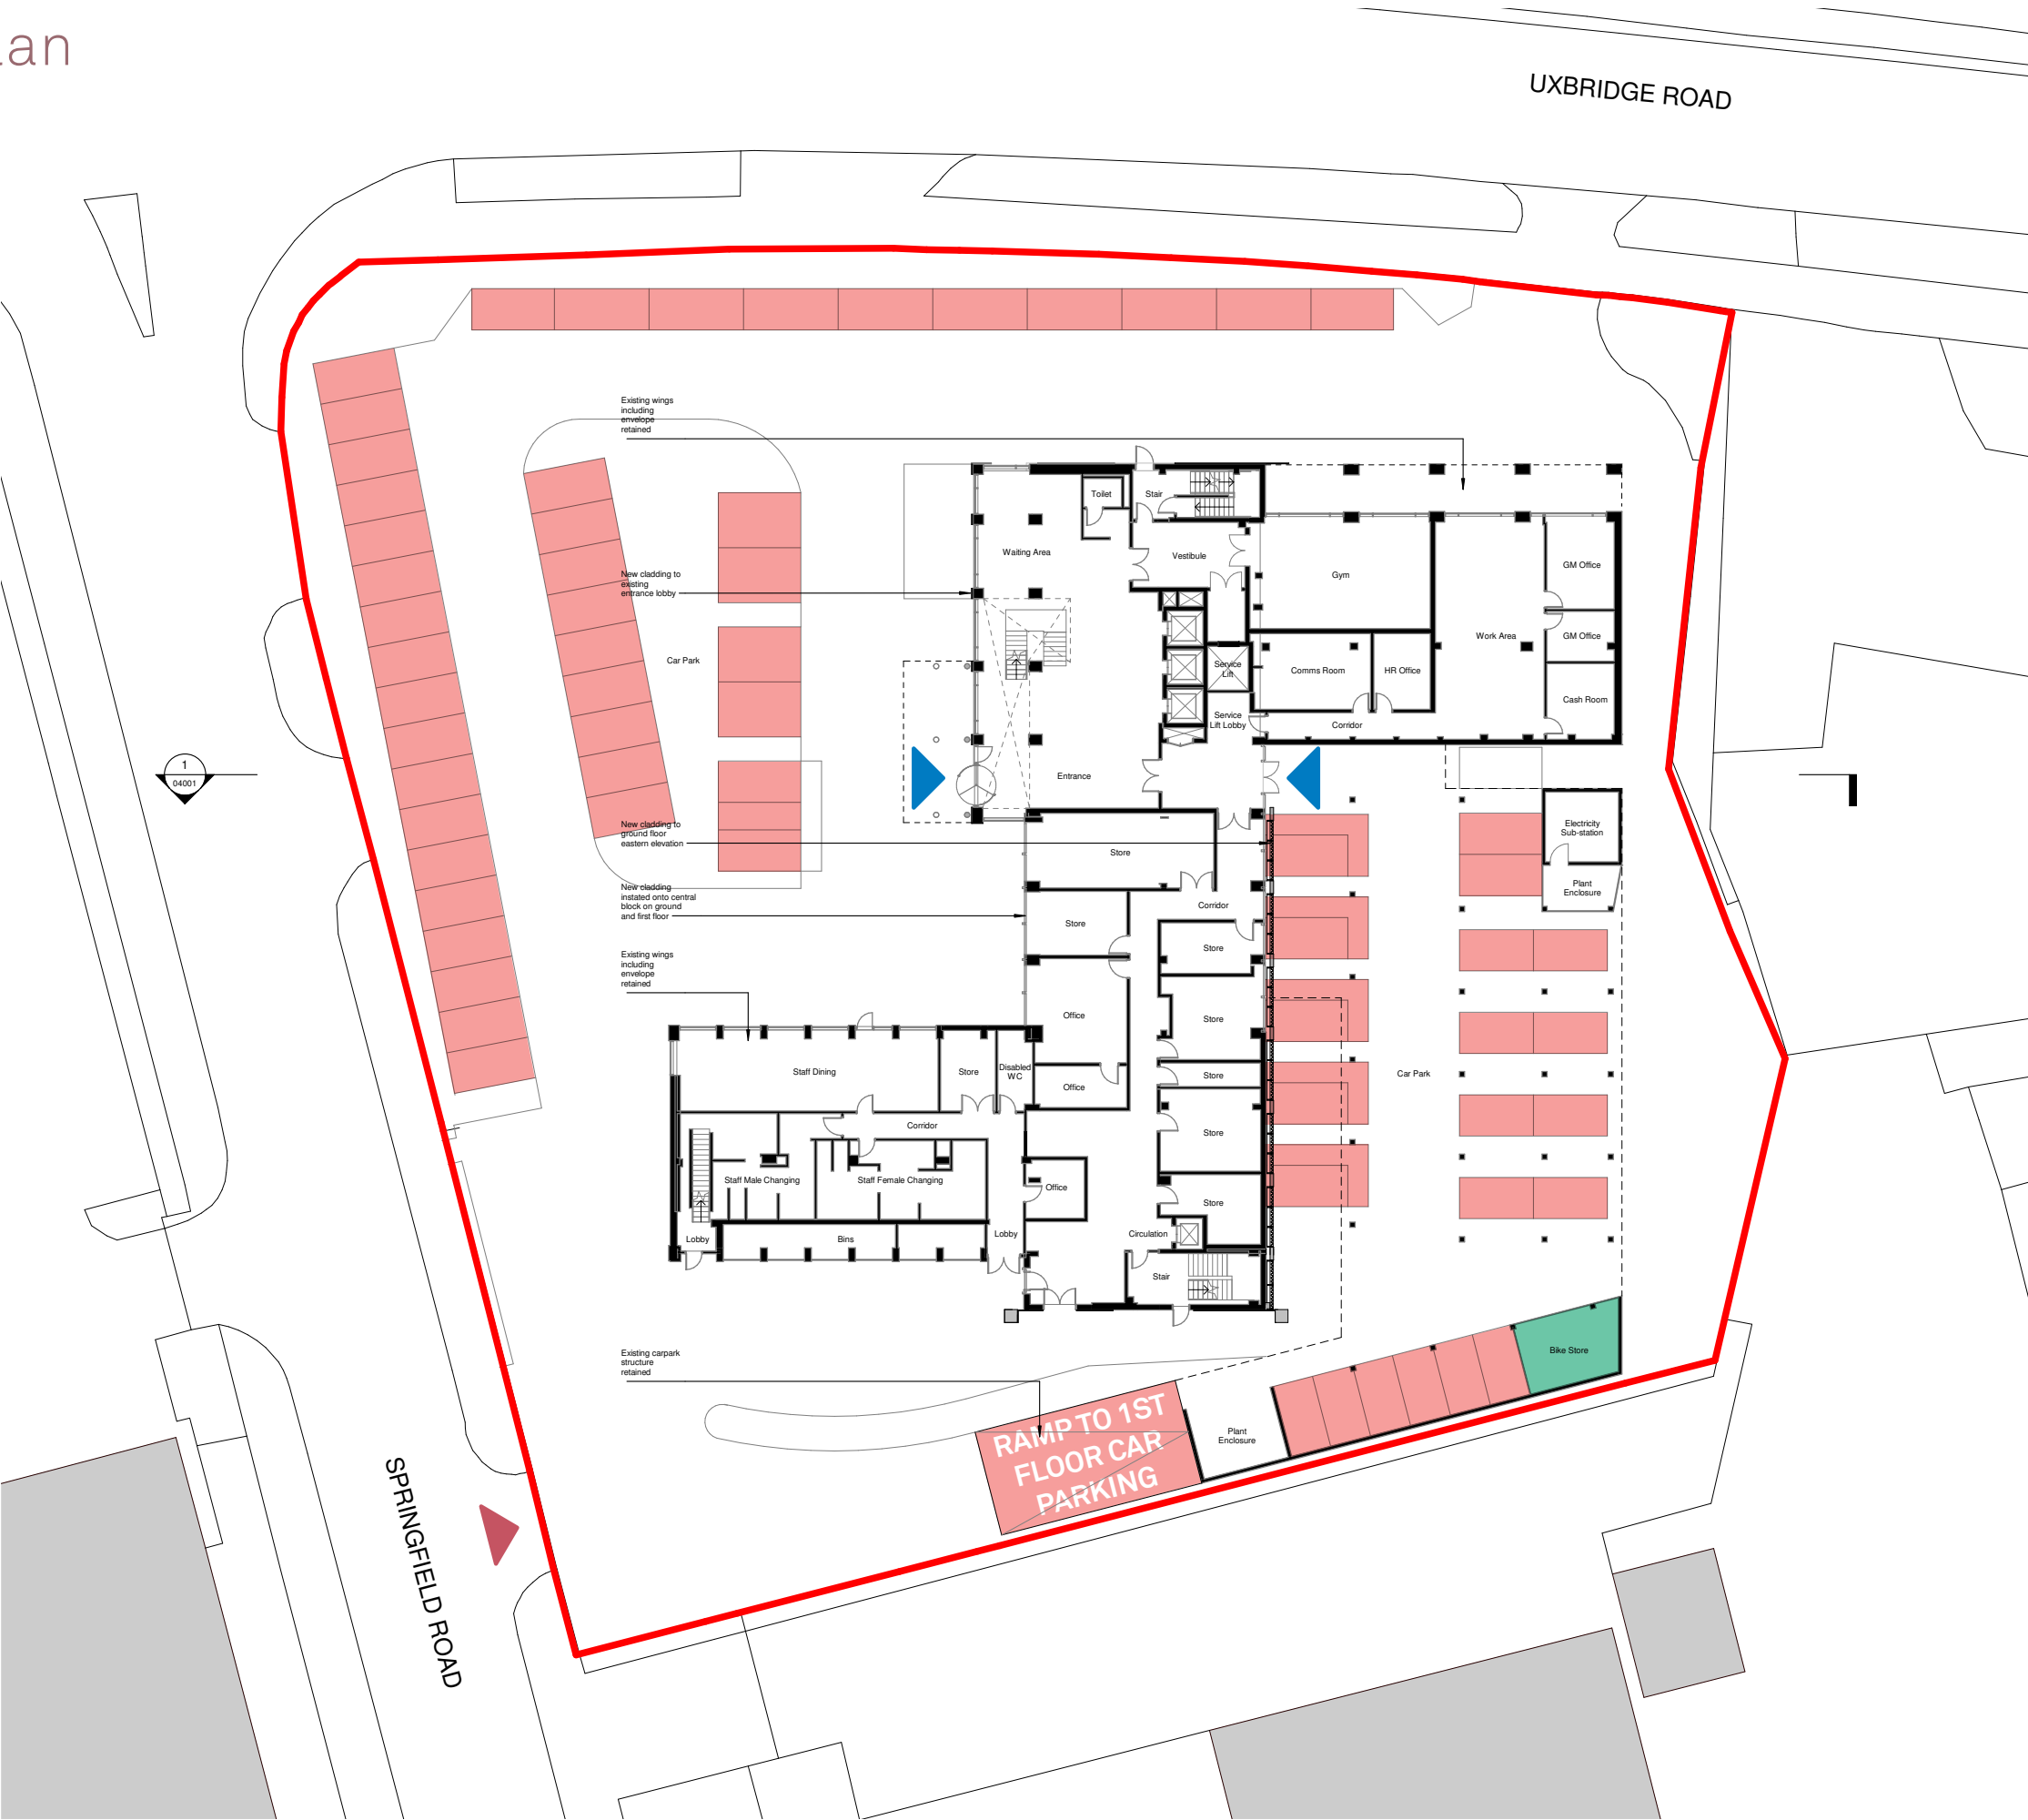 an
UXBRIDGE ROAD
Existing wings
including
envelope
retained
Toilet
Stair
Waiting Area
Vestibule
Gym
GM Office
New cladding to
existing
entrance lobby
Work Area
GM Office
Car Park
Service
Lift
Comms Room
HR Office
Cash Room
Service
Lift Lobby
Corridor
1
04001
Entrance
New cladding to
ground floor
eastern elevation
Electricity
Sub-station
Store
Plant
Enclosure
New cladding
instated onto central
block on ground
and first floor
Corridor
Store
Store
Existing wings
including
envelope
retained
Office
Store
Staff Dining
Store
Disabled
WC
Store
Car Park
Office
Corridor
Store
Staff Male Changing
Staff Female Changing
Office
Store
Lobby
Bins
Lobby
Circulation
Stair
Existing carpark
structure
retained
Bike Store
RAMP TO 1ST
FLOOR CAR
PARKING
Plant
Enclosure
SPRINGFIELD ROAD